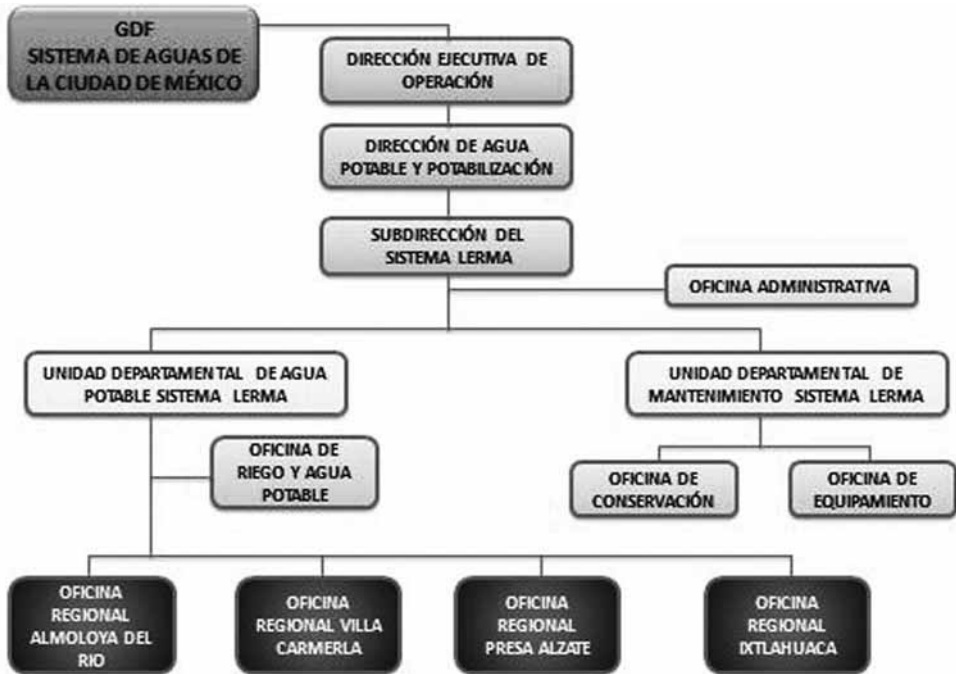 GDF
SISTEMA DE AGUAS DE
LA CIUDAD DE MÉXICO
DIRECCIÓN EJECUTIVA DE
OPERACIÓN
DIRECCIÓN DE AGUA
POTABLE Y POTABILIZACIÓN
SUBDIRECCIÓN DEL
SISTEMA LERMA
OFICINA ADMINISTRATIVA
UNIDAD DEPARTAMENTAL DE AGUA
POTABLE SISTEMA LERMA
UNIDAD DEPARTAMENTAL DE
MANTENIMIENTO SISTEMA LERMA
OFICINA DE
RIEGO Y AGUA
POTABLE
OFICINA DE
CONSERVACIÓN
OFICINA DE
EQUIPAMIENTO
OFICINA
REGIONAL
ALMOLOYA DEL
RIO
OFICINA
REGIONAL VILLA
CARMERLA
OFICINA
REGIONAL
PRESA ALZATE
OFICINA
REGIONAL
IXTLAHUACA